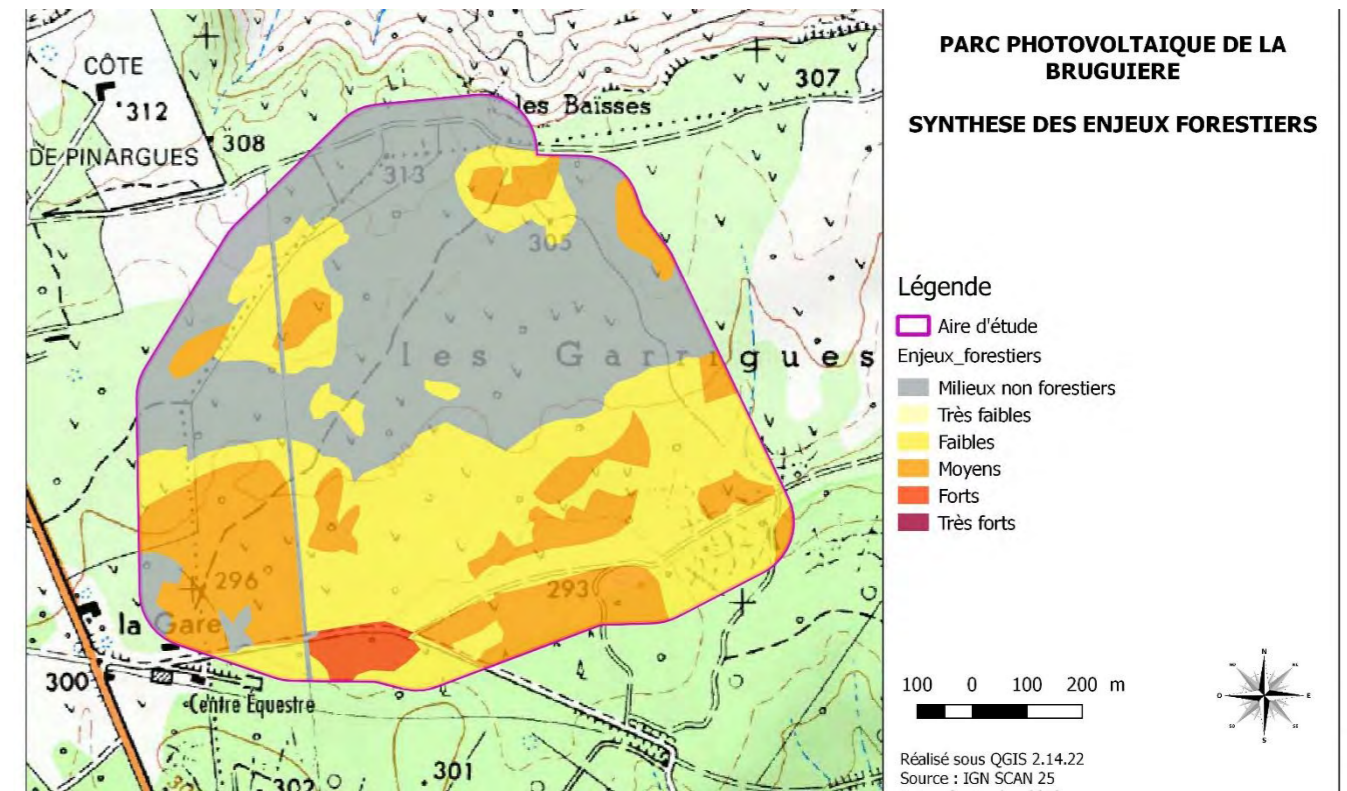 CÔTE
312
DE PINARGUES
308
les Baïsses
307
313
305
les Garrigues
296
la Gare
293
300
Centre Equestre
302
301
PARC PHOTOVOLTAIQUE DE LA
BRUGUIERE
SYNTHESE DES ENJEUX FORESTIERS
Légende
Aire d'étude
Enjeux_forestiers
Milieux non forestiers
Très faibles
Faibles
Moyens
Forts
Très forts
100 0 100 200 m
N
O E
S
Réalisé sous QGIS 2.14.22
Source : IGN SCAN 25